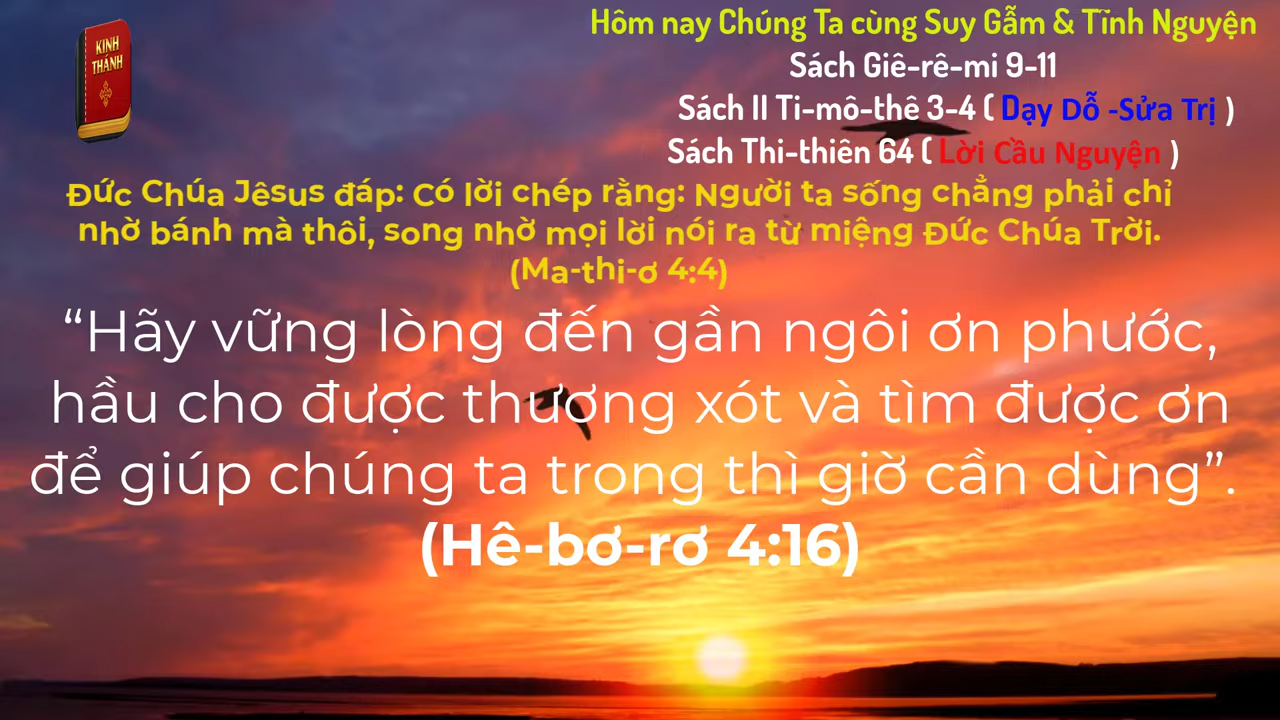 KINH
THÁNH
Hôm nay Chúng Ta cùng Suy Gẫm & Tĩnh Nguyện
Sách Giê-rê-mi 9-11
Sách II Ti-mô-thê 3-4 ( Dạy Dỗ -Sửa Trị )
Sách Thi-thiên 64 ( Lời Cầu Nguyện )
Đức Chúa Jêsus đáp: Có lời chép rằng: Người ta sống chẳng phải chỉ
nhờ bánh mà thôi, song nhờ mọi lời nói ra từ miệng Đức Chúa Trời.
(Ma-thi-ơ 4:4)
“Hãy vững lòng đến gần ngôi ơn phước,
hầu cho được thương xót và tìm được ơn
để giúp chúng ta trong thì giờ cần dùng”.
(Hê-bơ-rơ 4:16)